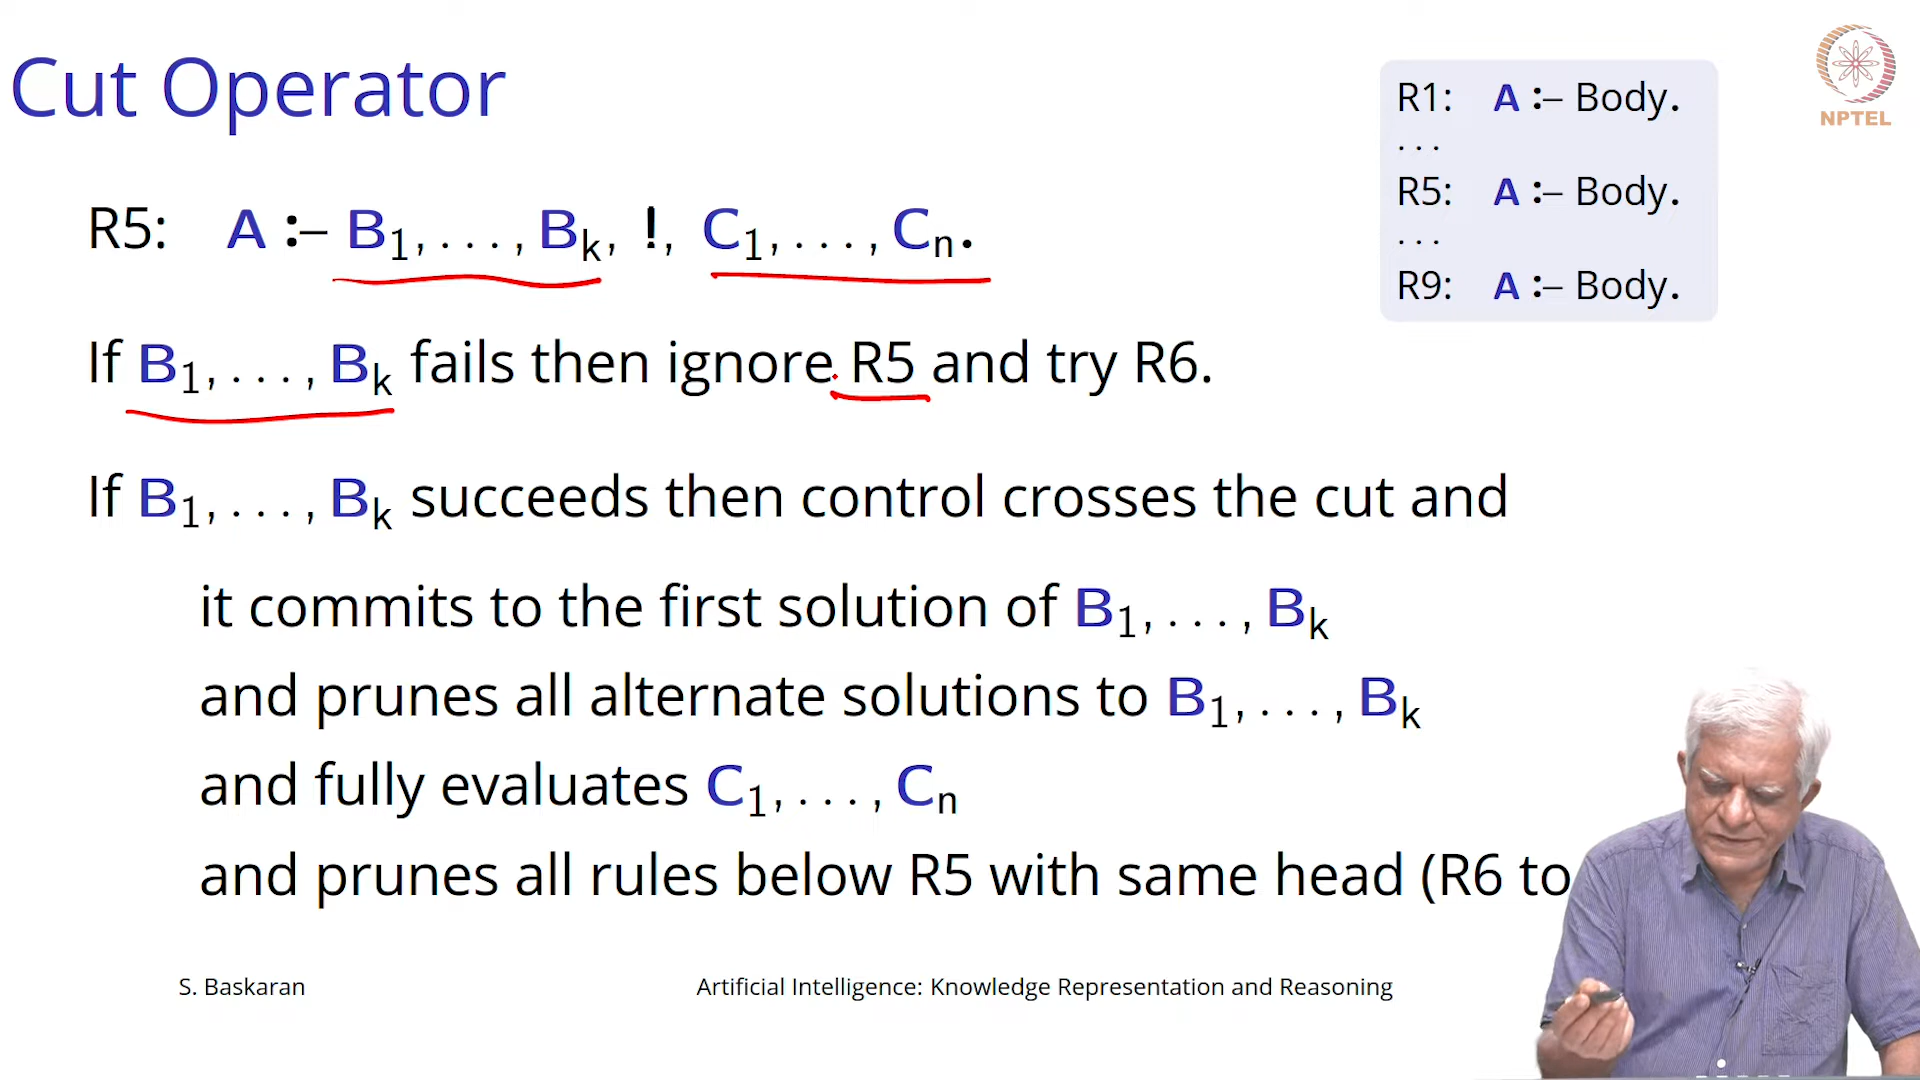 Cut Operator
R1: A :– Body.
...
R5: A :– Body.
...
R9: A :– Body.
NPTEL
R5: A :– B₁, . . . , Bₖ, !, C₁, . . . , Cₙ.
If B₁, . . . , Bₖ fails then ignore R5 and try R6.
If B₁, . . . , Bₖ succeeds then control crosses the cut and
it commits to the first solution of B₁, . . . , Bₖ
and prunes all alternate solutions to B₁, . . . , Bₖ
and fully evaluates C₁, . . . , Cₙ
and prunes all rules below R5 with same head (R6 to
S. Baskaran
Artificial Intelligence: Knowledge Representation and Reasoning